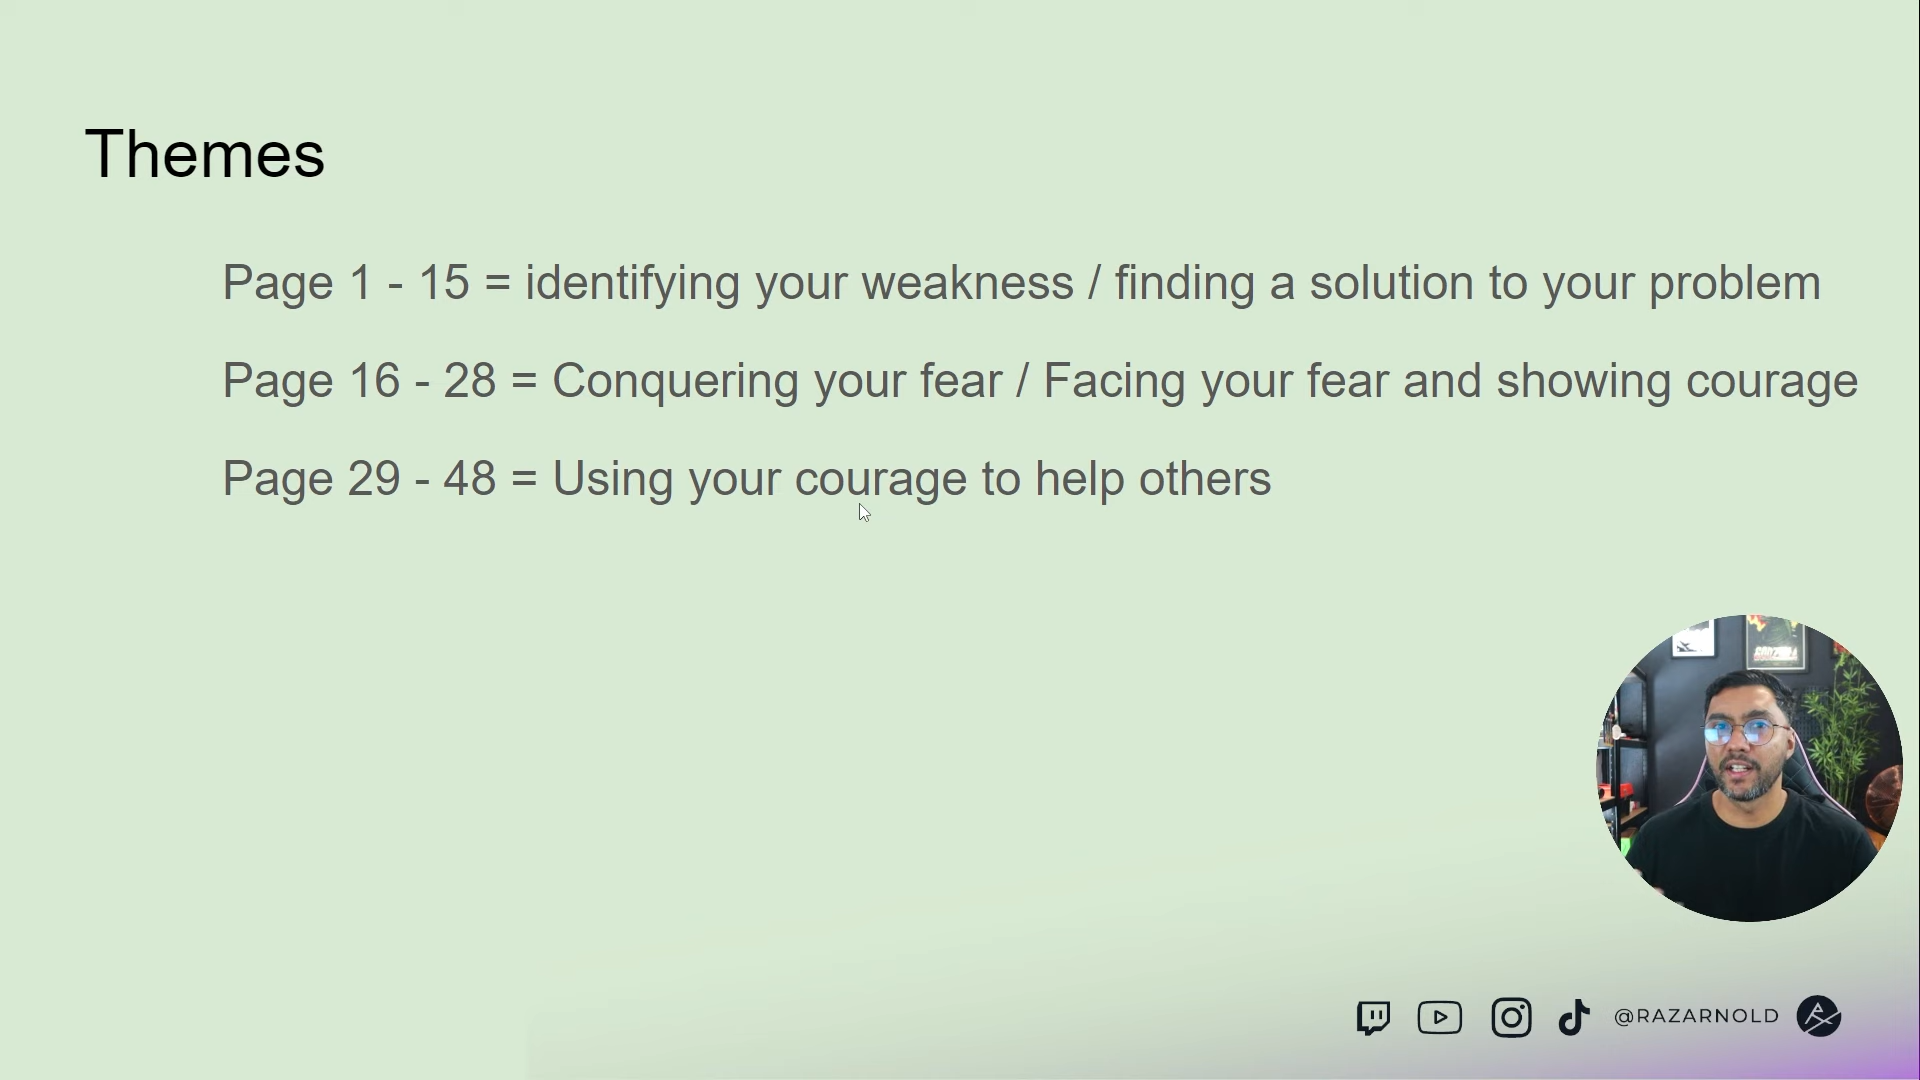 Themes
Page 1 - 15 = identifying your weakness / finding a solution to your problem
Page 16 - 28 = Conquering your fear / Facing your fear and showing courage
Page 29 - 48 = Using your courage to help others
GODZILLA
@RAZARNOLD